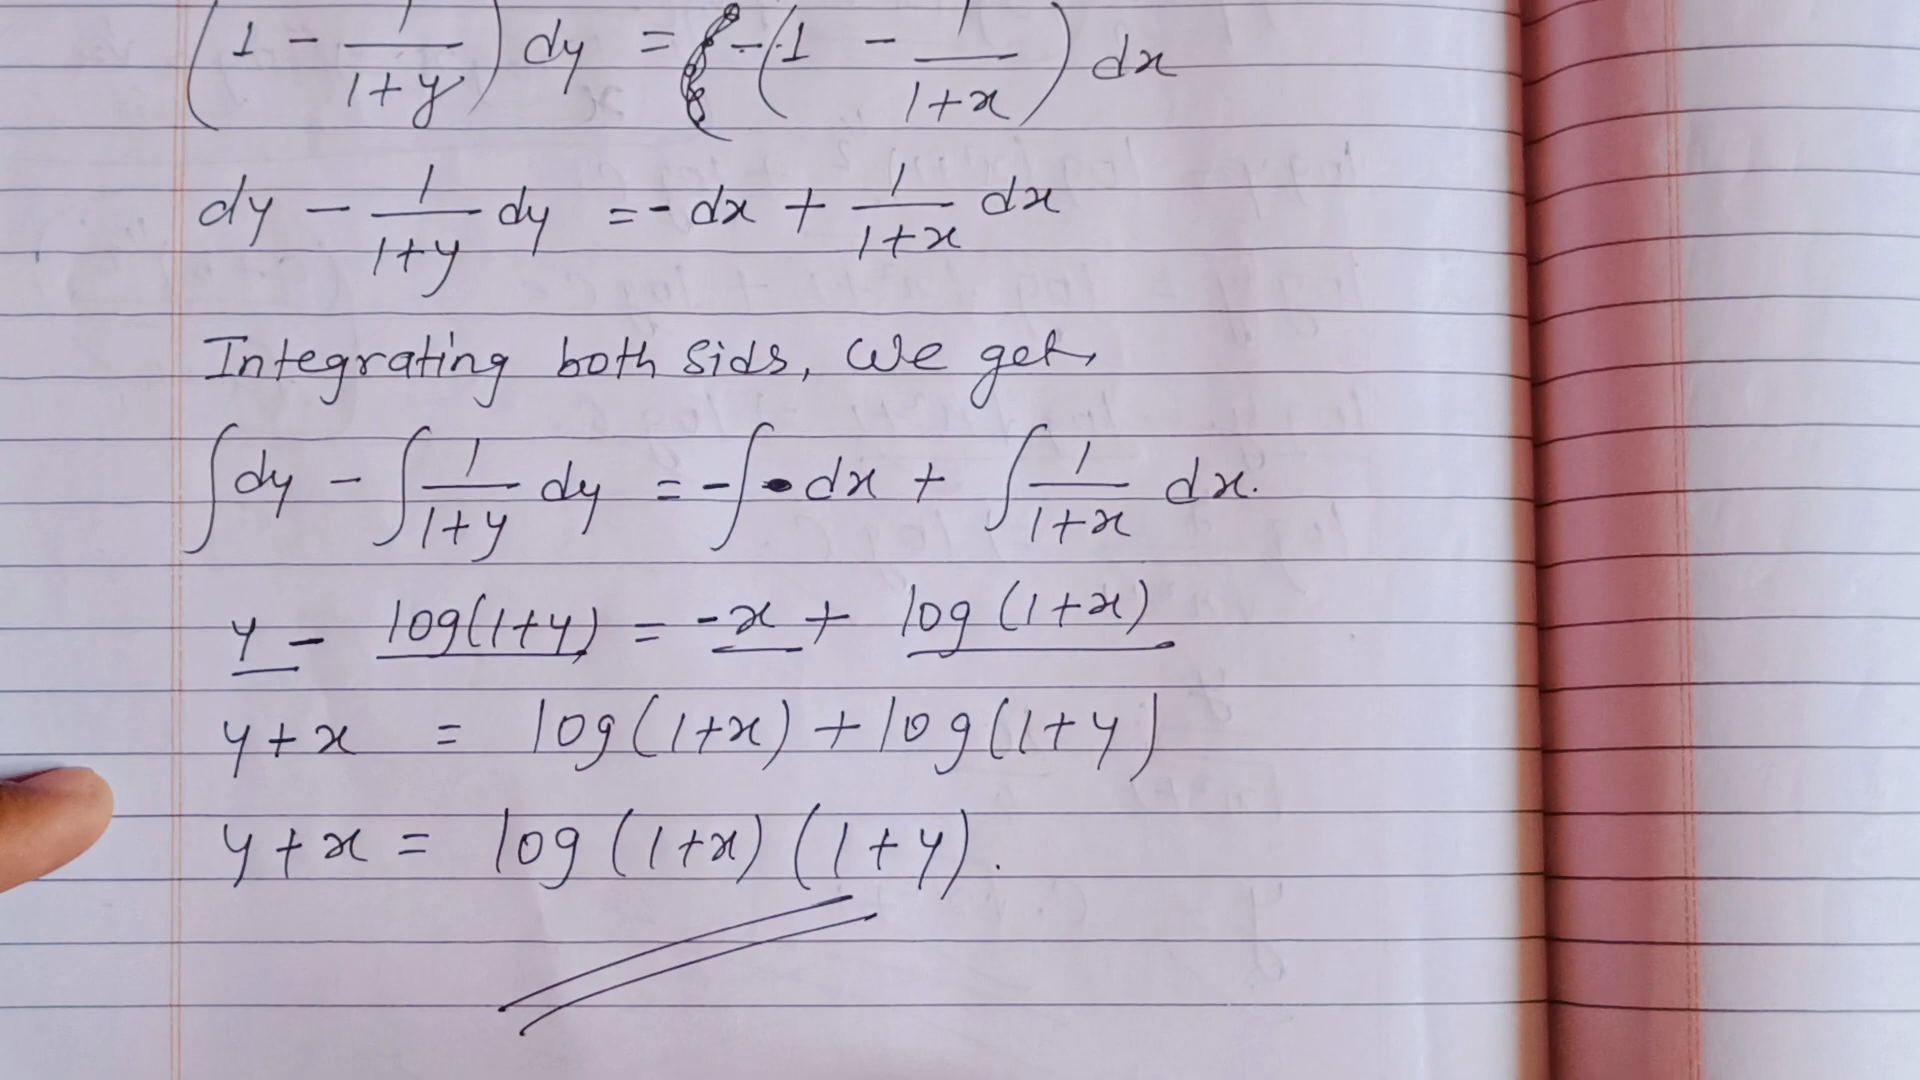 (1 - 1/(1+y)) dy = -(1 - 1/(1+x)) dx
dy - 1/(1+y) dy = - dx + 1/(1+x) dx
Integrating both Sids, We get,
∫dy - ∫1/(1+y) dy = -∫dx + ∫1/(1+x) dx.
y - log(1+y) = -x + log(1+x)
y+x = log(1+x)+log(1+y)
y+x = log(1+x)(1+y).